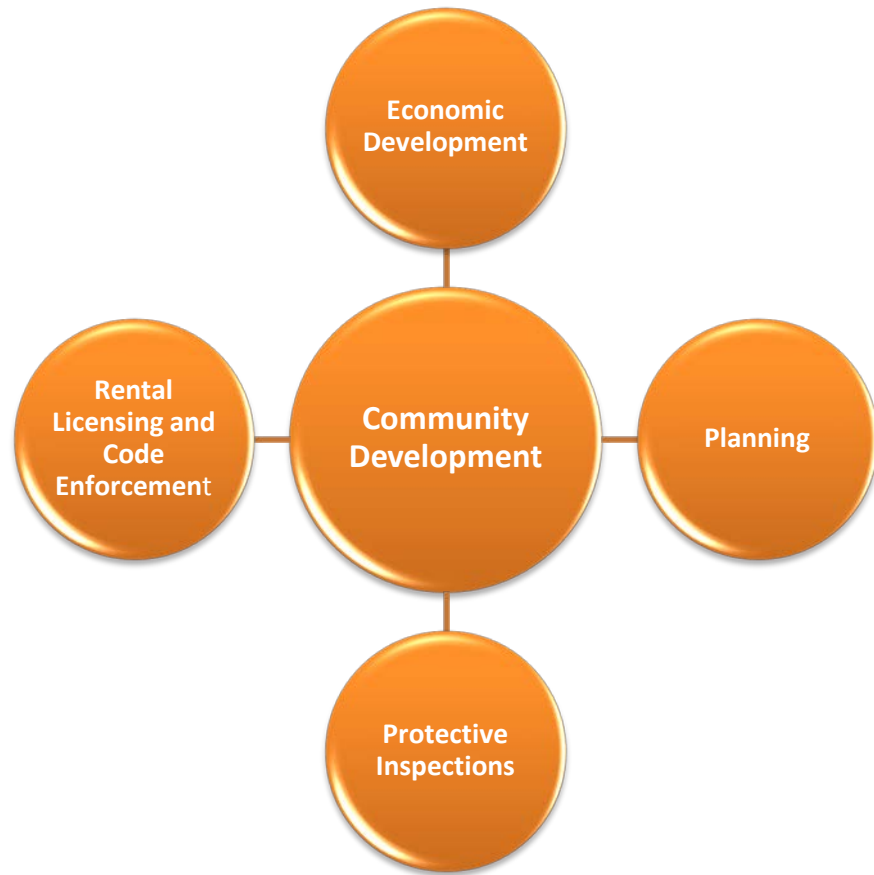 Economic
Development
Rental
Licensing and
Code
Enforcement
Community
Development
Planning
Protective
Inspections